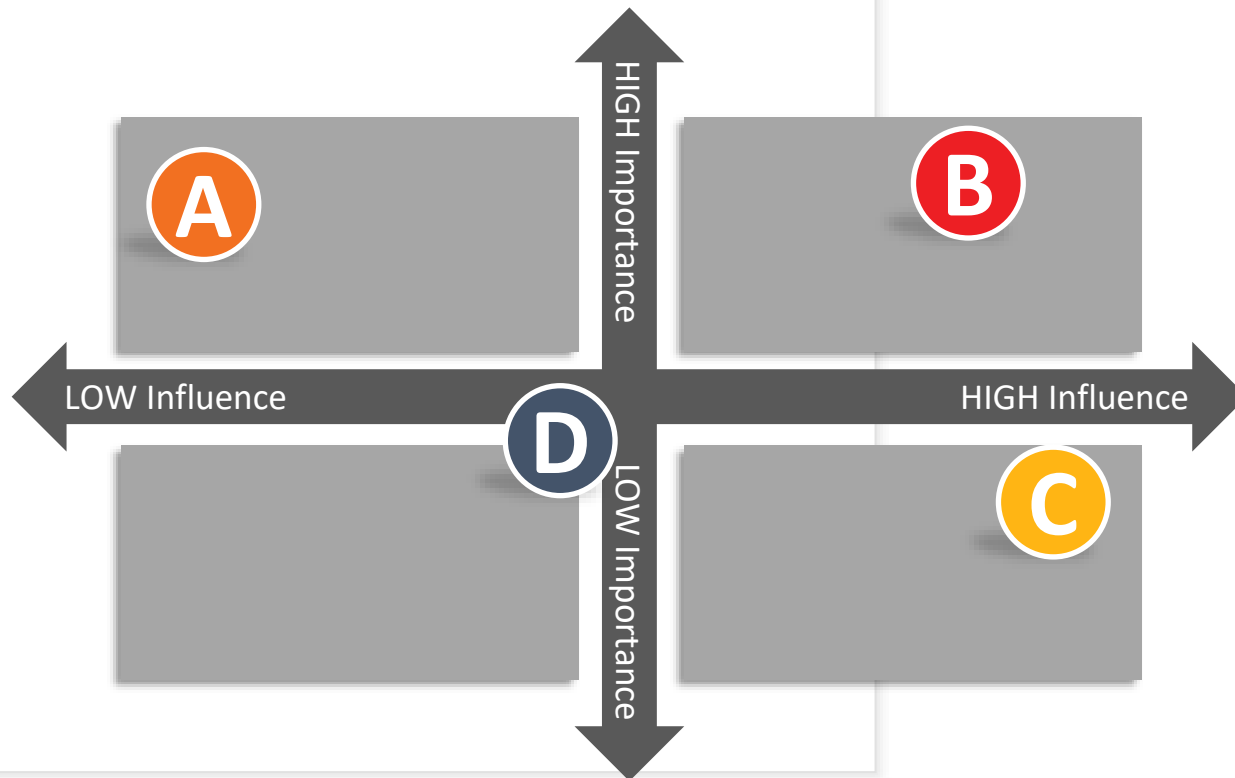 HIGH Importance
A
B
LOW Influence
HIGH Influence
D
LOW Importance
C